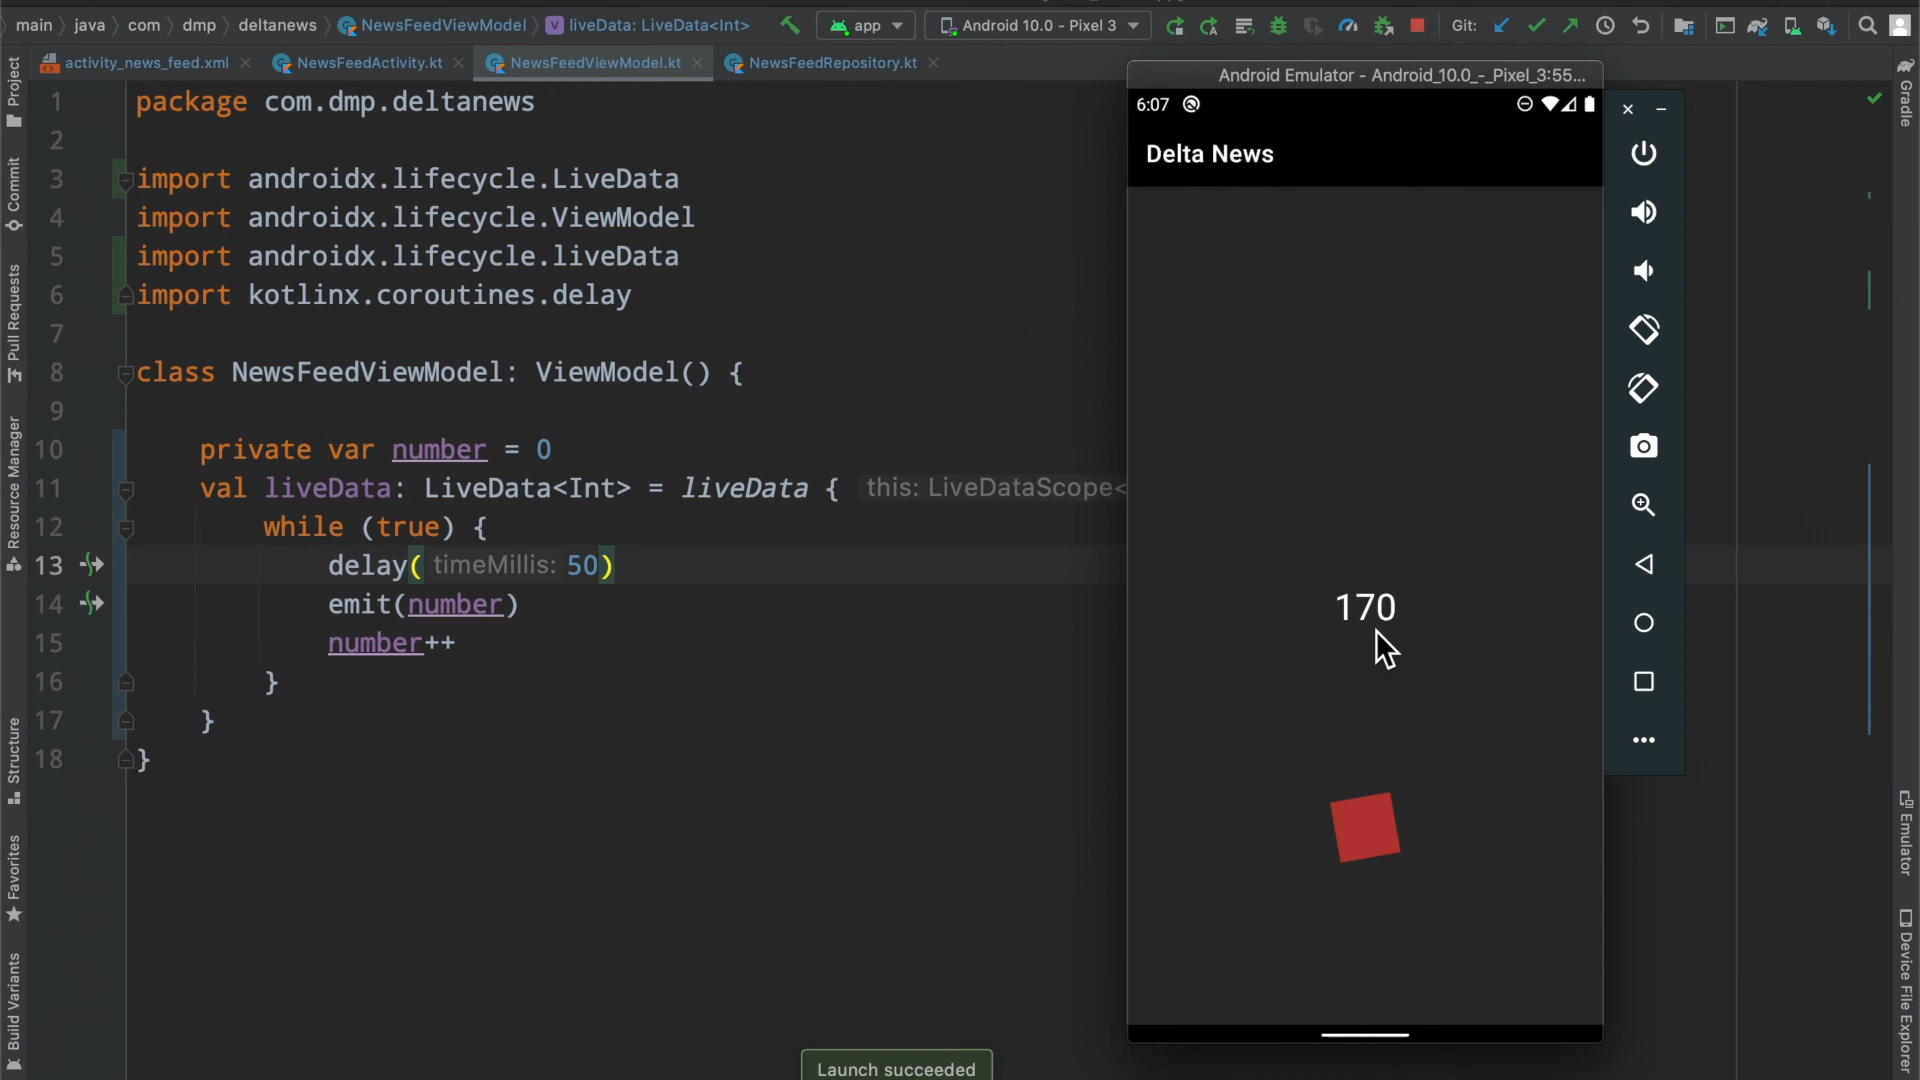 main
java
com
dmp
deltanews
NewsFeedViewModel
V
liveData: LiveData<Int>
app
Android 10.0 - Pixel 3
Git:
activity_news_feed.xml
NewsFeedActivity.kt
NewsFeedViewModel.kt
NewsFeedRepository.kt
Project
Commit
Pull Requests
Resource Manager
Structure
Favorites
Build Variants
1 package com.dmp.deltanews
2
3 import androidx.lifecycle.LiveData
4 import androidx.lifecycle.ViewModel
5 import androidx.lifecycle.liveData
6 import kotlinx.coroutines.delay
7
8 class NewsFeedViewModel: ViewModel() {
9
10 private var number = 0
11 val liveData: LiveData<Int> = liveData { this: LiveDataScope<
12 while (true) {
13 delay( timeMillis: 50)
14 emit(number)
15 number++
16 }
17 }
18 }
Launch succeeded
Android Emulator - Android_10.0_-_Pixel_3:55...
6:07
Delta News
170
Gradle
Emulator
Device File Explorer